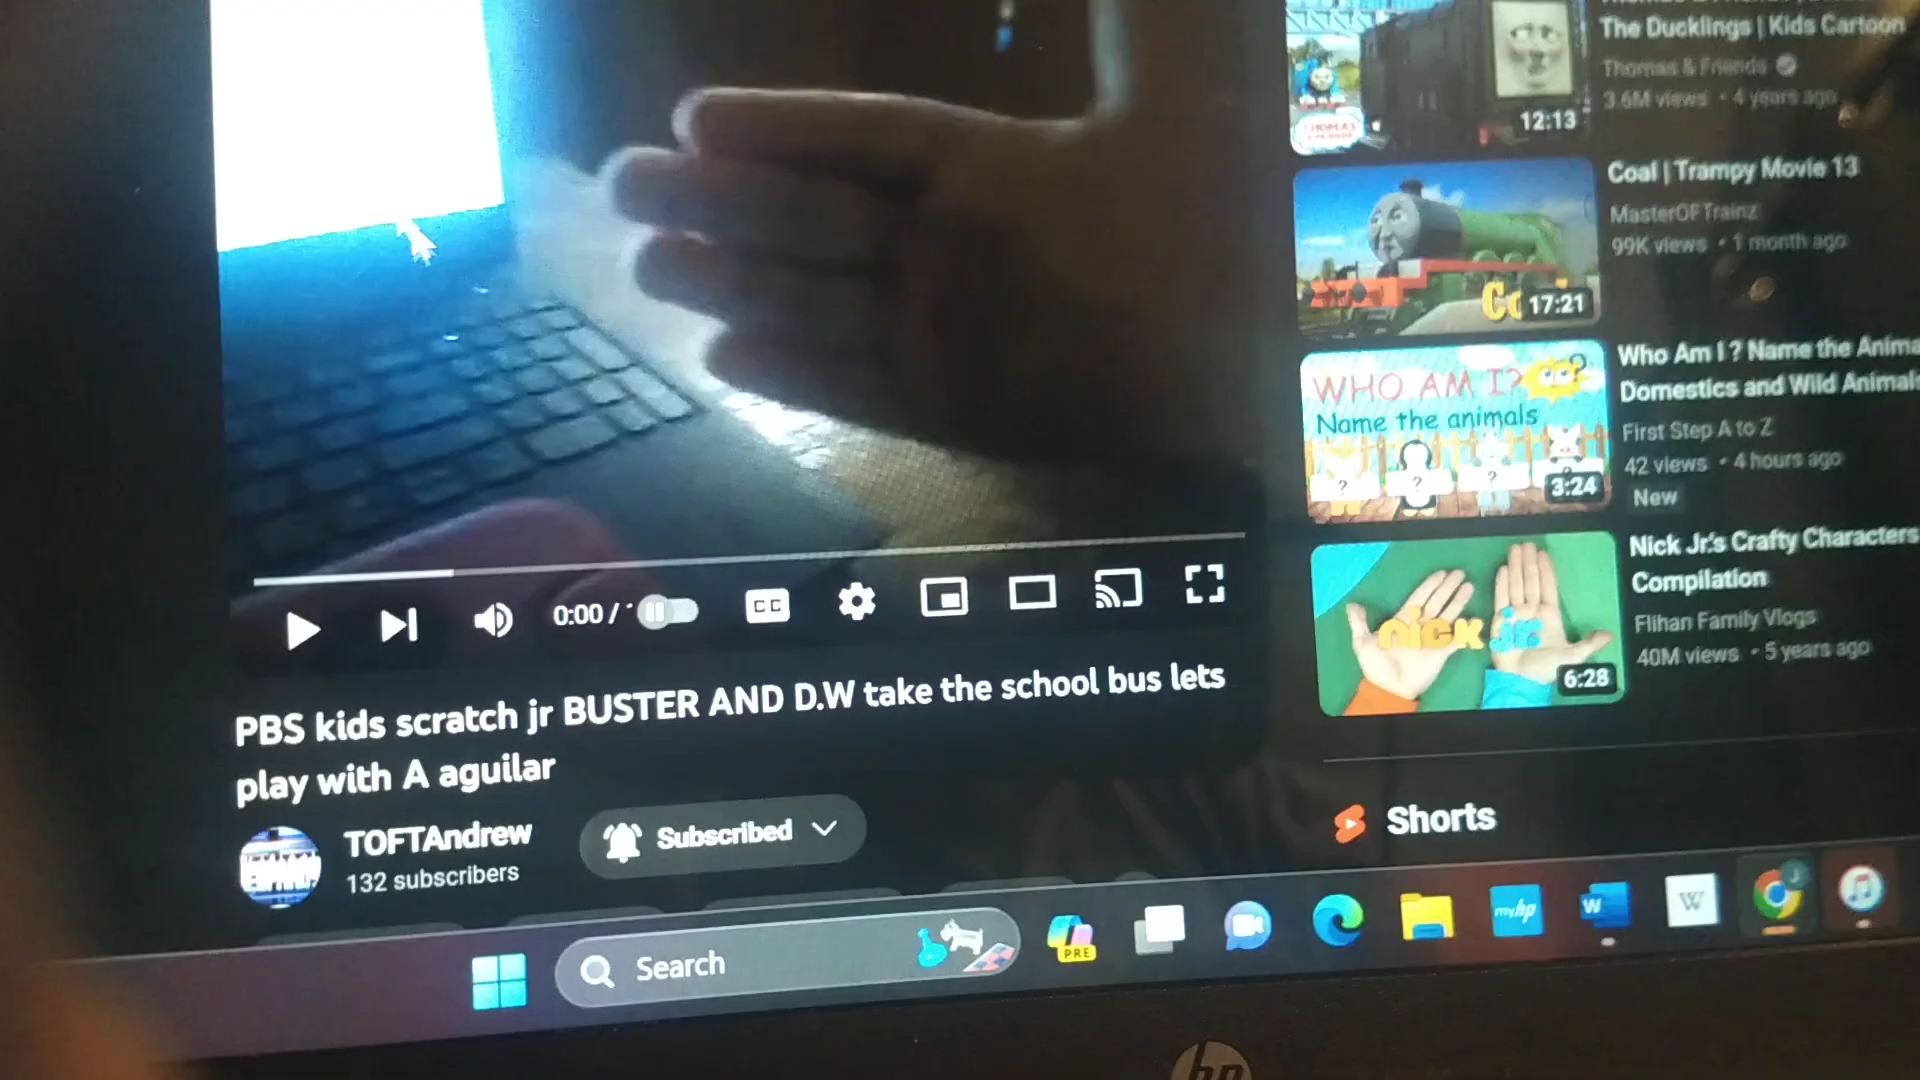 The Ducklings | Kids Cartoon
Thomas & Friends
3.6M views • 4 years ago
12:13
THOMAS
Coal | Trampy Movie 13
MasterOFTrainz
99K views • 1 month ago
17:21
WHO AM I?
Name the animals
3:24
Who Am I ? Name the Anima
Domestics and Wild Animals
First Step A to Z
42 views • 4 hours ago
New
nick jr.
6:28
Nick Jr.'s Crafty Characters
Compilation
Flihan Family Vlogs
40M views • 5 years ago
0:00 /
CC
PBS kids scratch jr BUSTER AND D.W take the school bus lets
play with A aguilar
TOFTAndrew
132 subscribers
Subscribed
Shorts
Search
PRE
myhp
W
W
J
hp